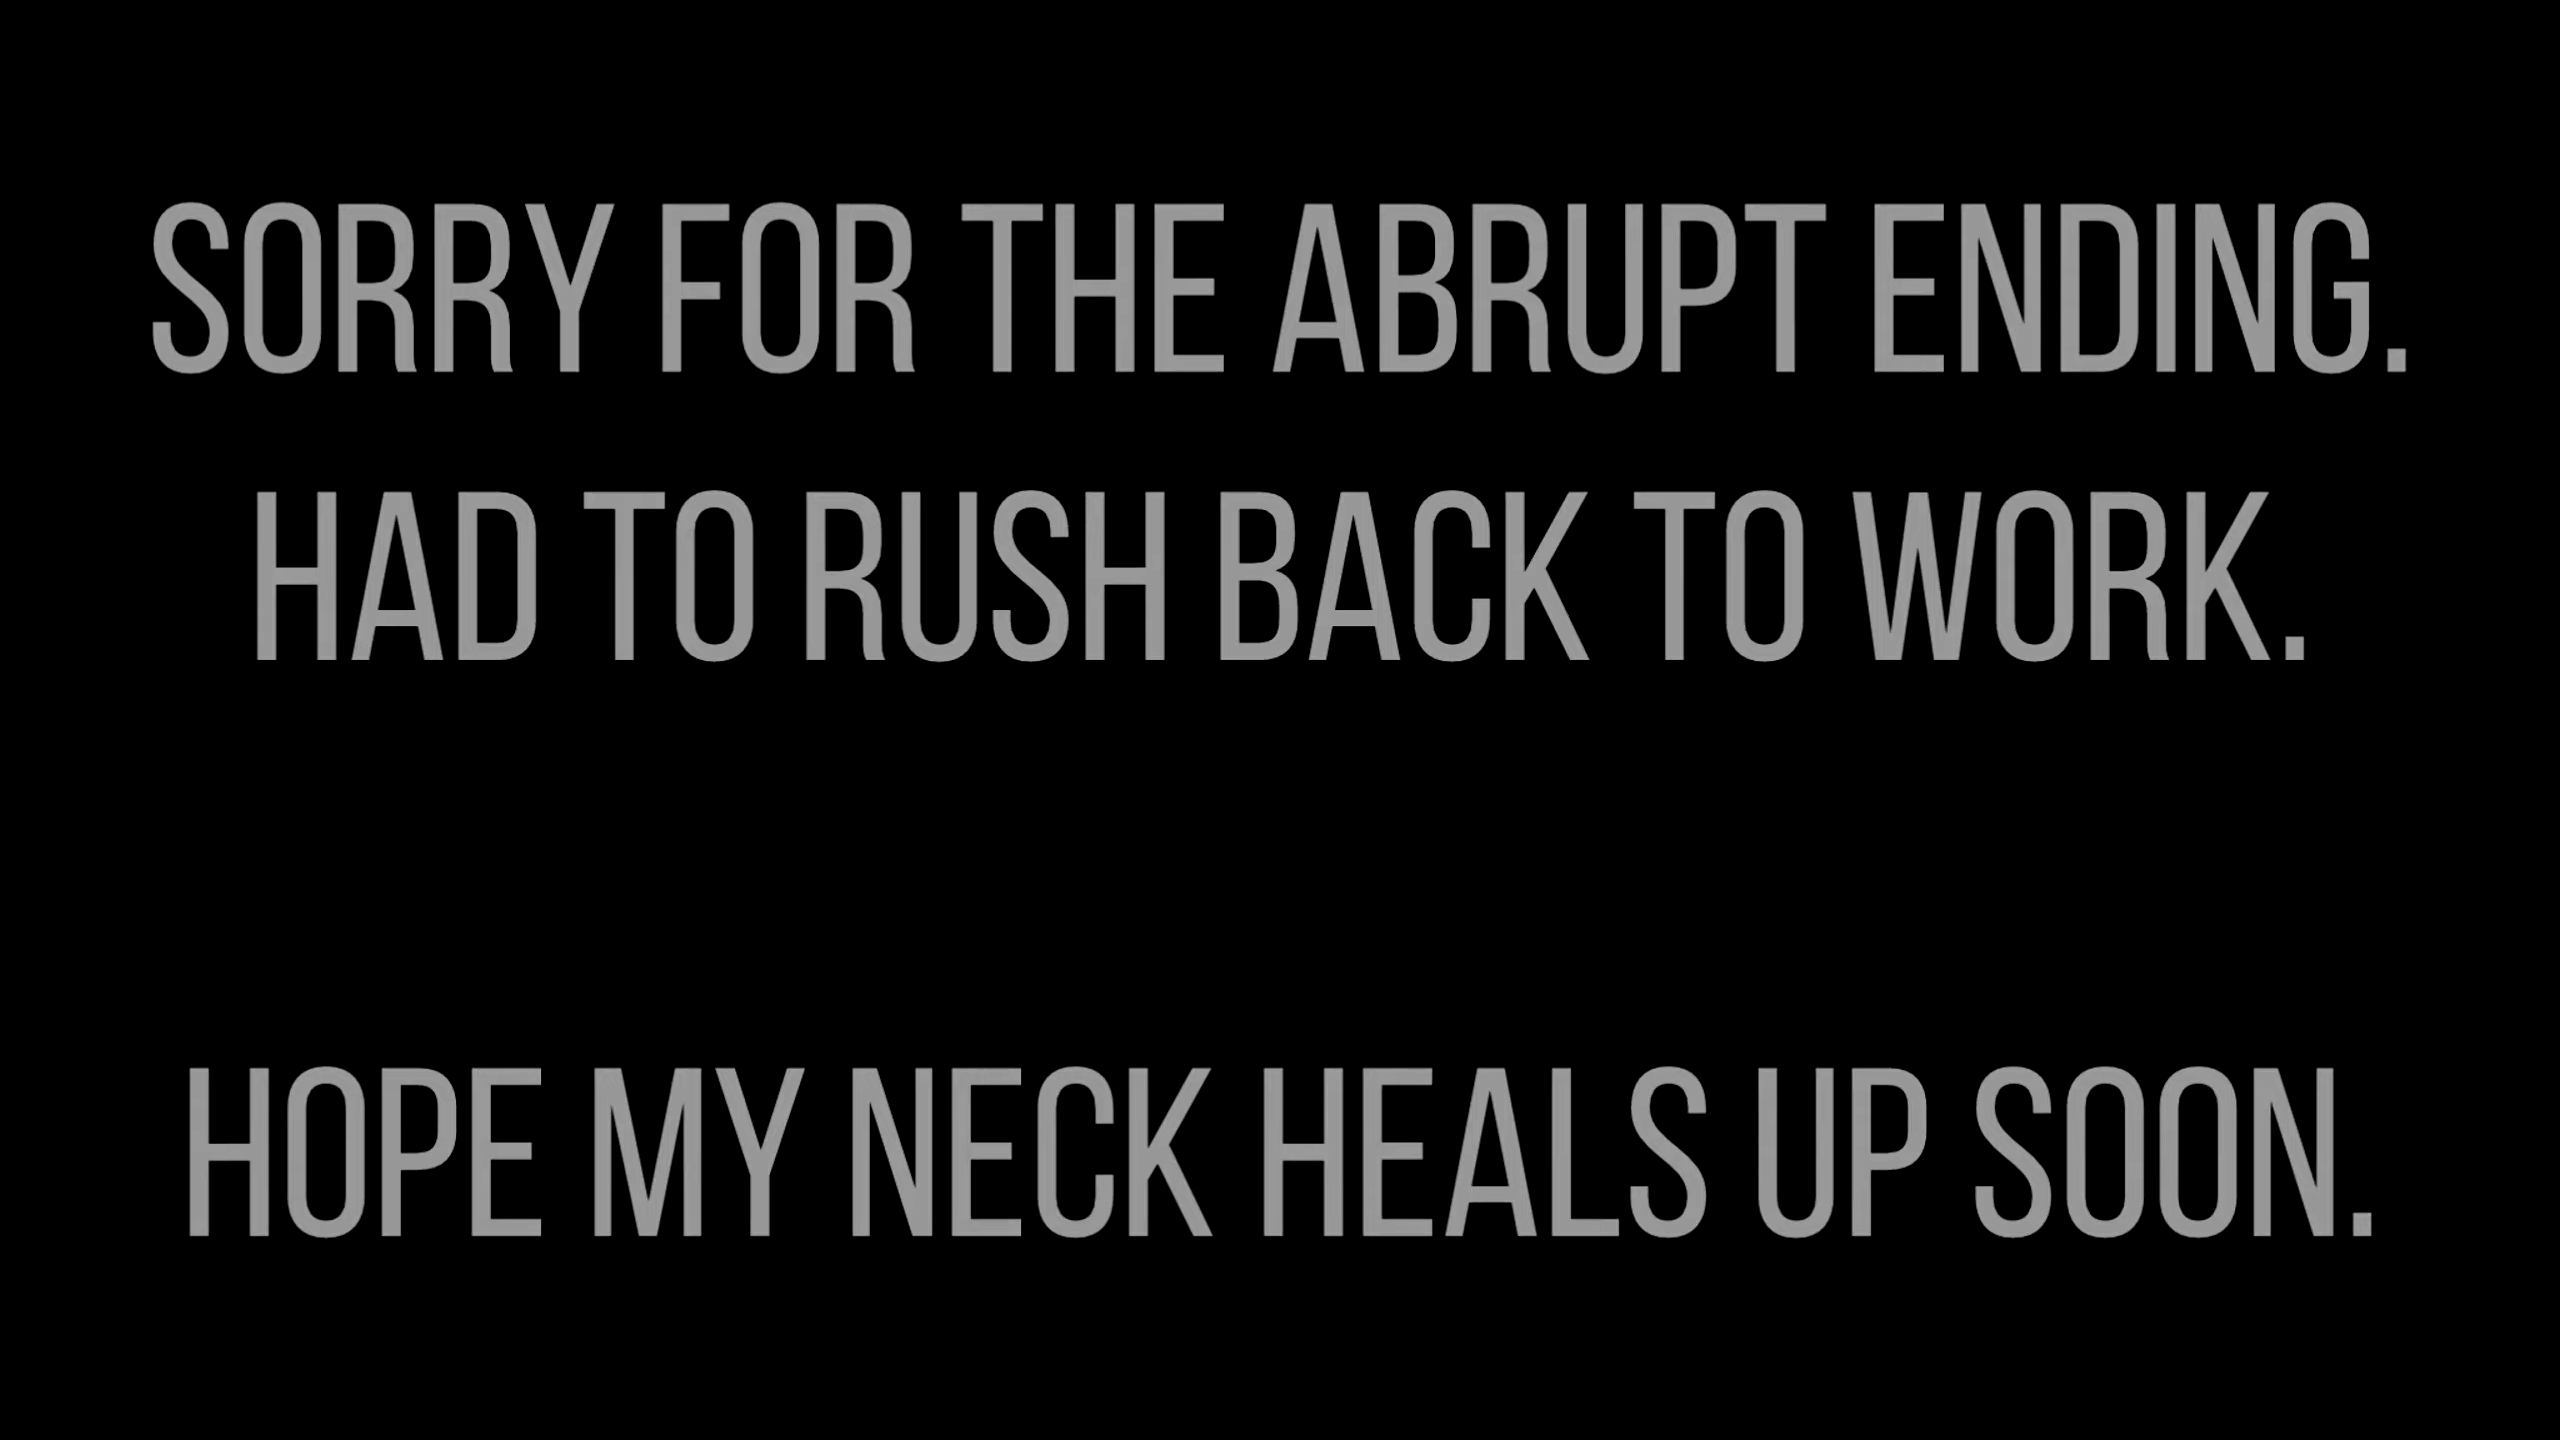 SORRY FOR THE ABRUPT ENDING.
HAD TO RUSH BACK TO WORK.
HOPE MY NECK HEALS UP SOON.